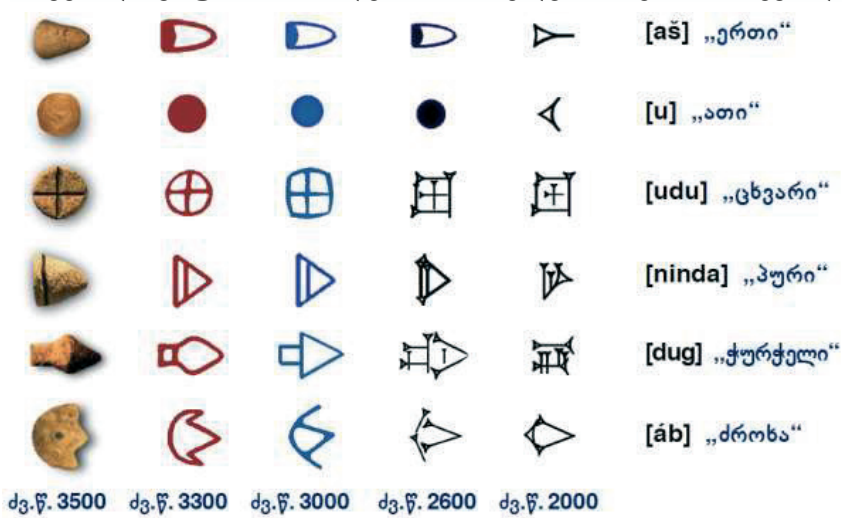 [aš] „ერთი“
[u] „ათი“
[udu] „ცხვარი“
[ninda] „პური“
[dug] „ჭურჭელი“
[áb] „ძროხა“
ძვ.წ. 3500 ძვ.წ. 3300 ძვ.წ. 3000 ძვ.წ. 2600 ძვ.წ. 2000